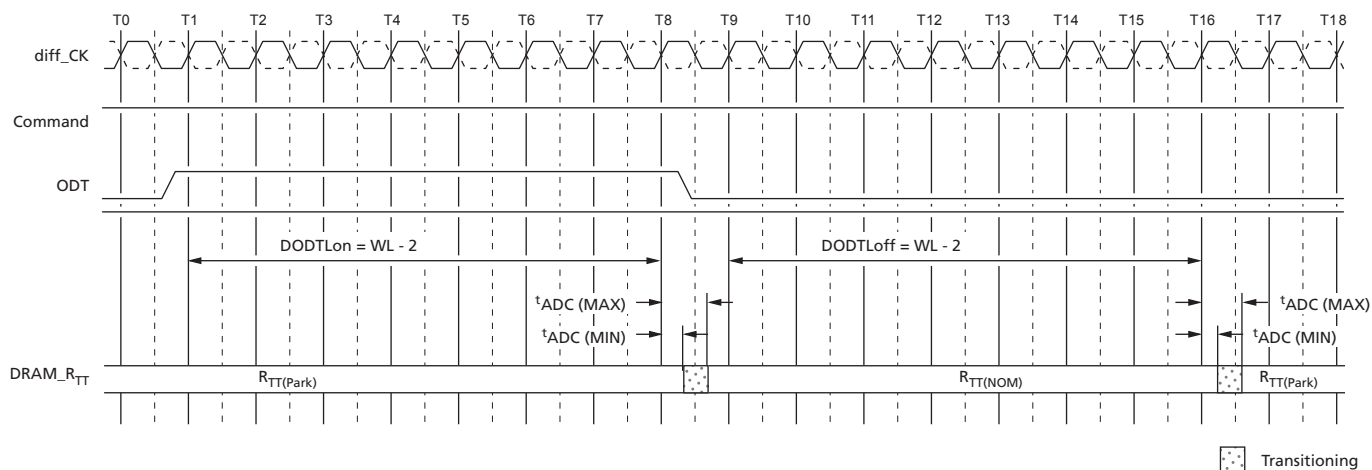 T0 T1 T2 T3 T4 T5 T6 T7 T8 T9 T10 T11 T12 T13 T14 T15 T16 T17 T18
diff_CK
Command
ODT
DODTLon = WL - 2 DODTLoff = WL - 2
tADC (MAX) tADC (MAX)
tADC (MIN) tADC (MIN)
DRAM_RTT RTT(Park) RTT(NOM) RTT(Park)
Transitioning